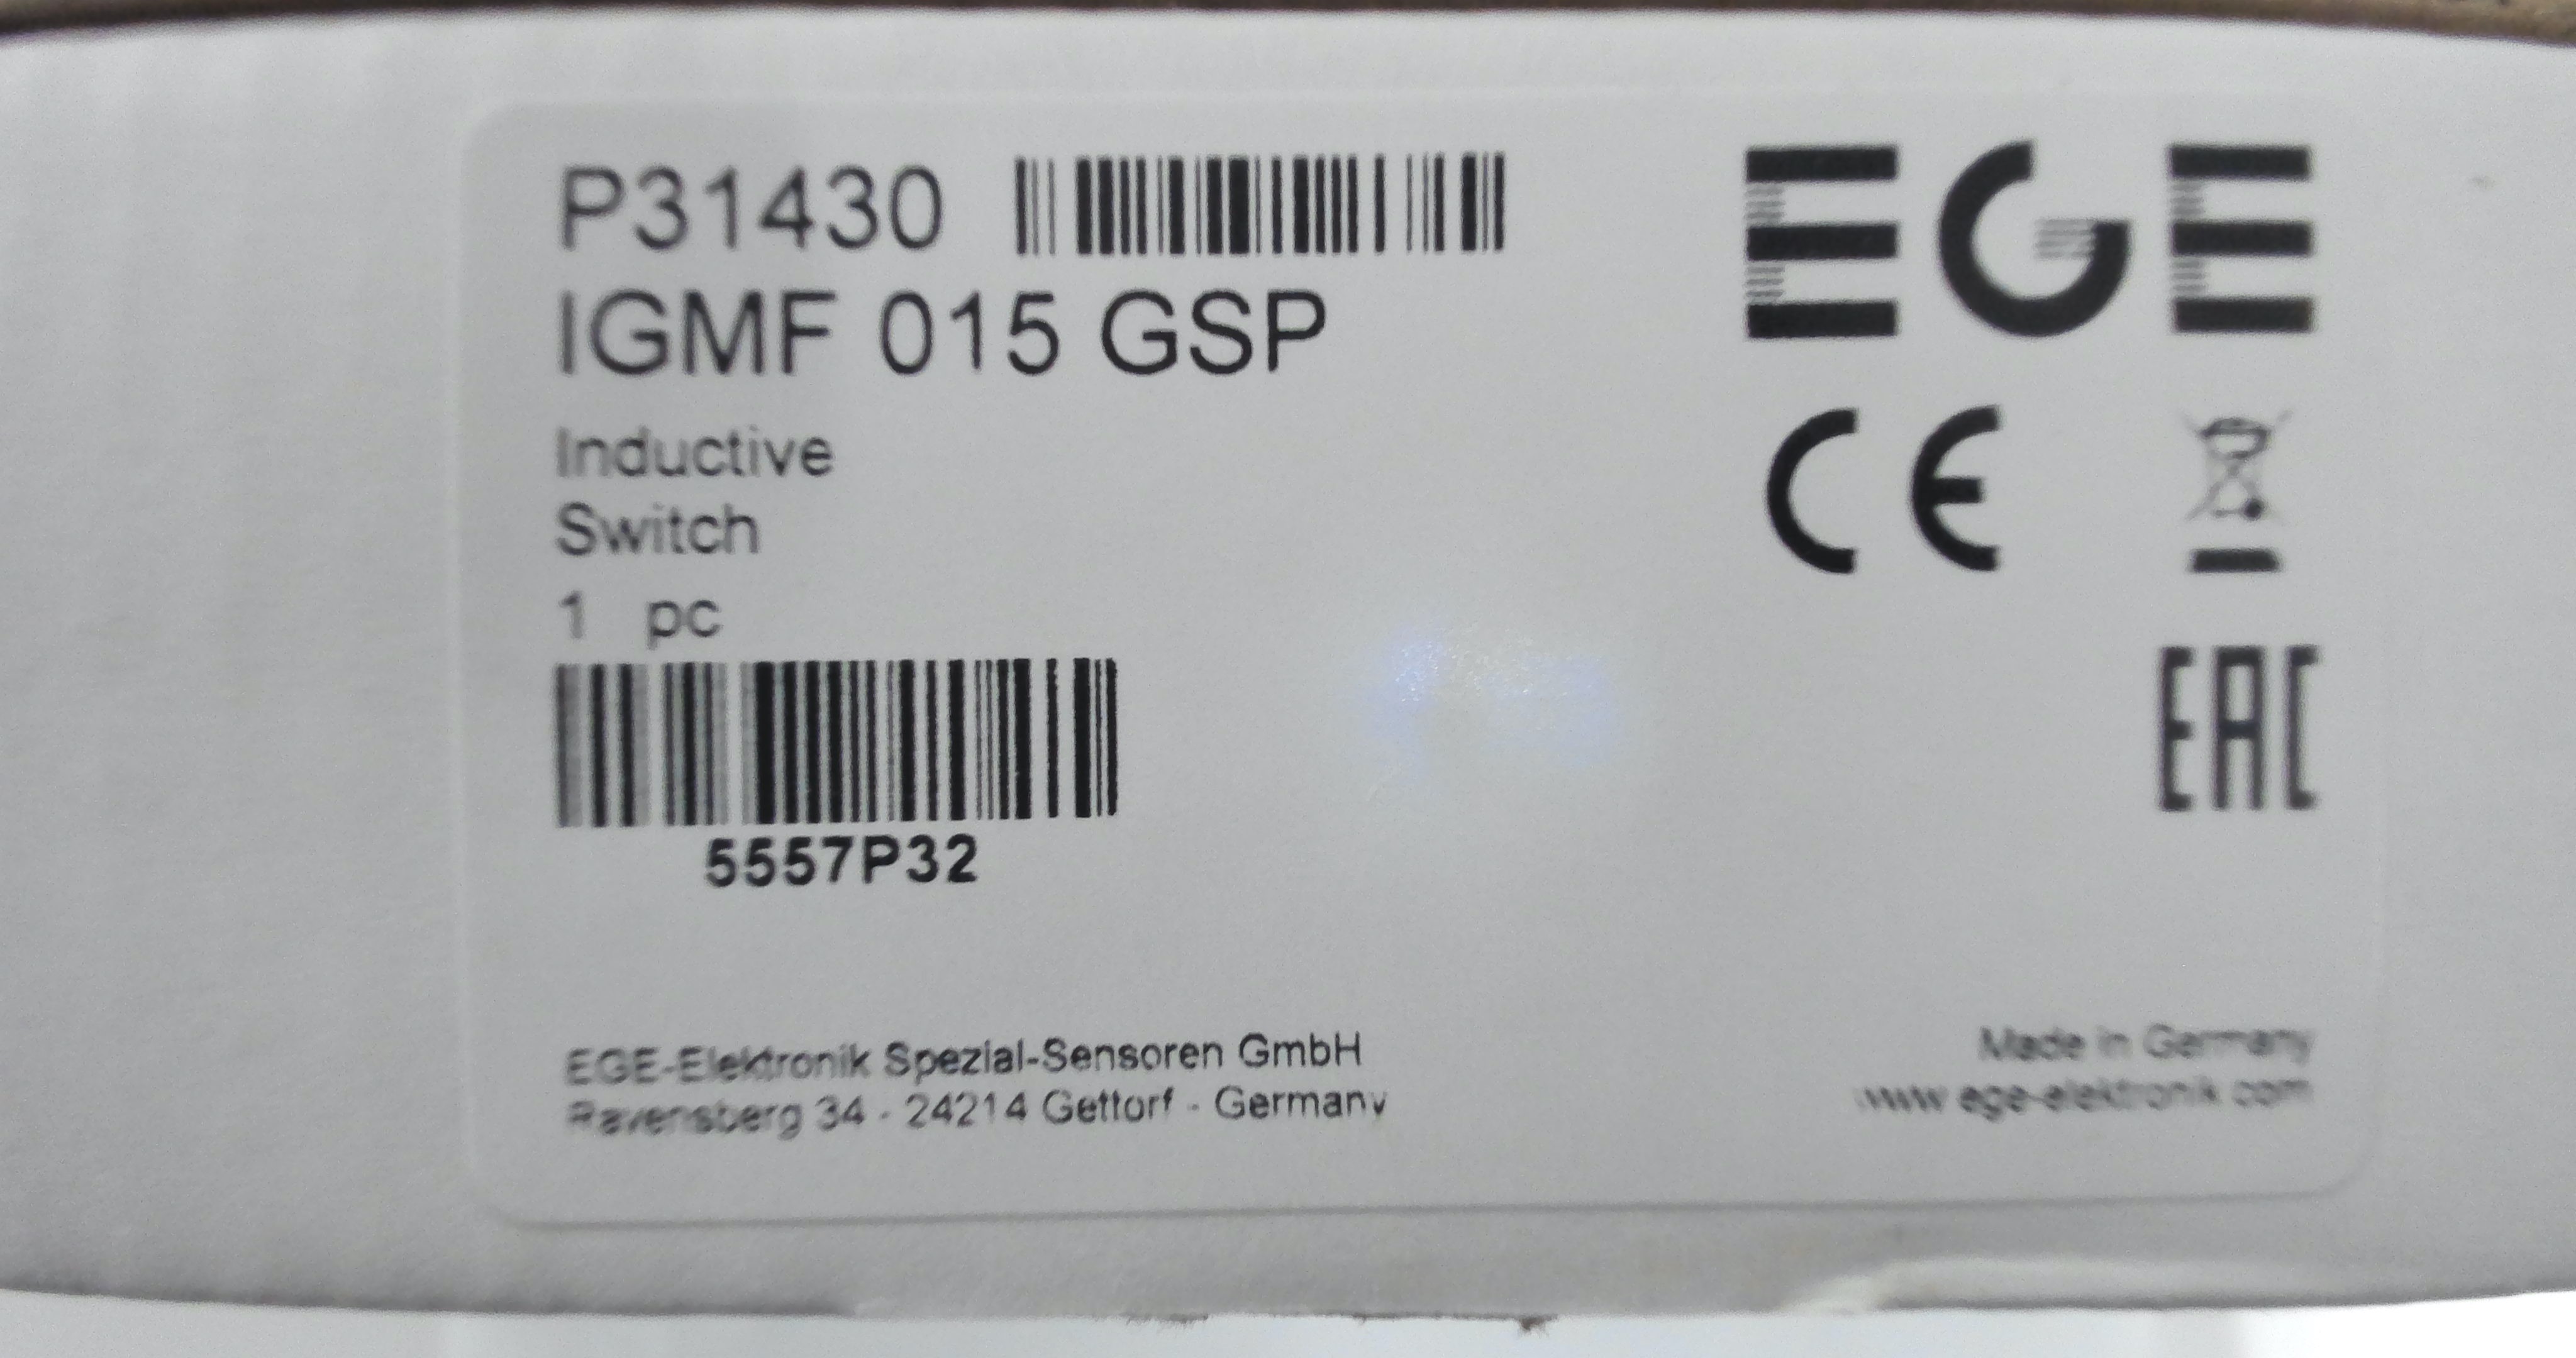 P31430
EGE
IGMF 015 GSP
Inductive
Switch
CE
1 pc
EAC
5557P32
EGE-Elektronik Spezial-Sensoren GmbH
Ravensberg 34 - 24214 Gettorf - Germany
Made in Germany
www.ege-elektronik.com